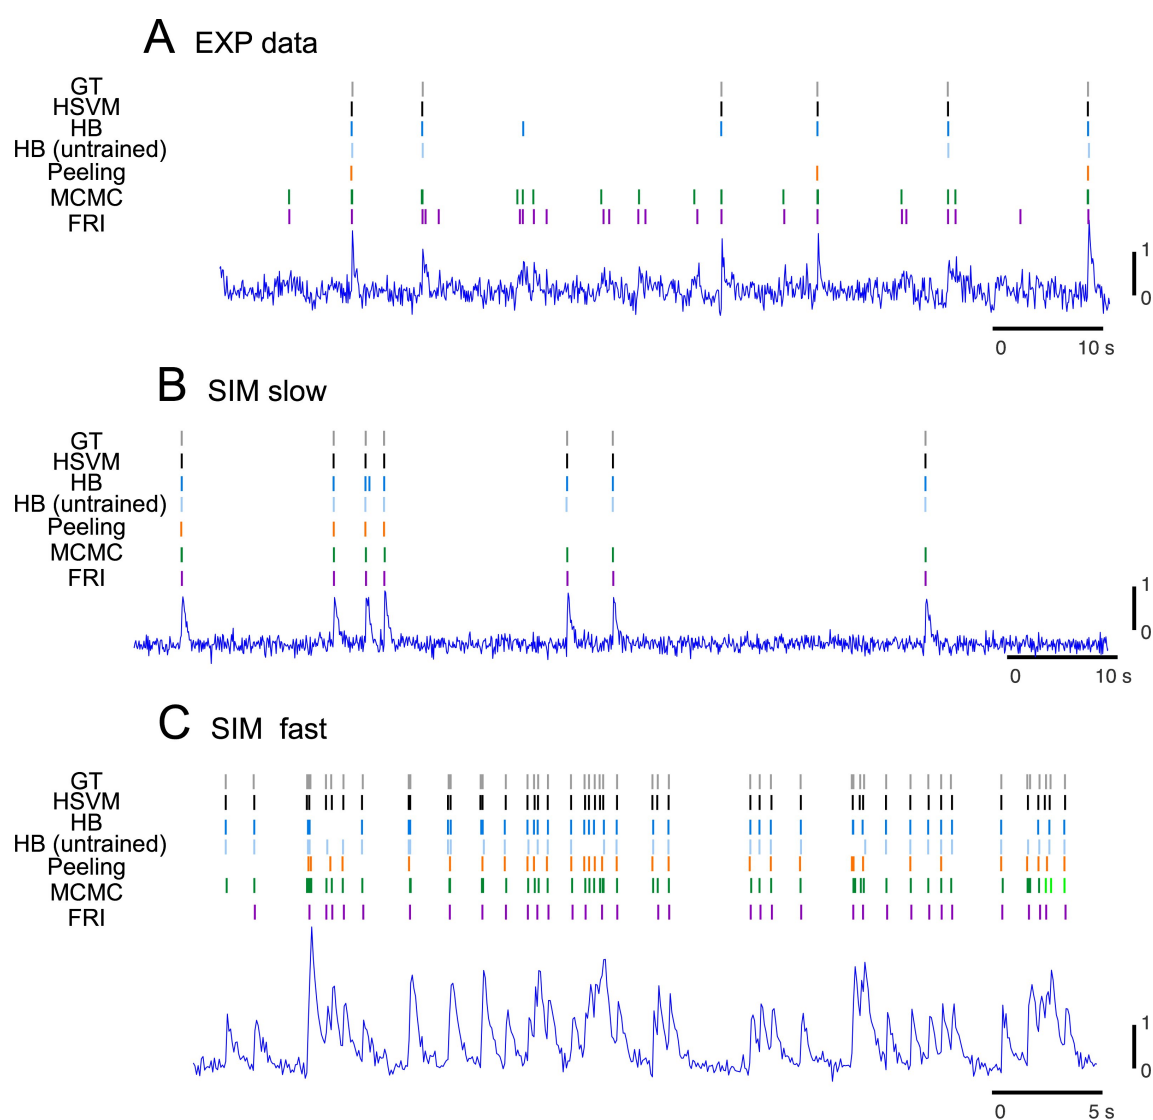 A EXP data
GT
HSVM
HB
HB (untrained)
Peeling
MCMC
FRI
1
0
0 10 s
B SIM slow
GT
HSVM
HB
HB (untrained)
Peeling
MCMC
FRI
1
0
0 10 s
C SIM fast
GT
HSVM
HB
HB (untrained)
Peeling
MCMC
FRI
1
0
0 5 s